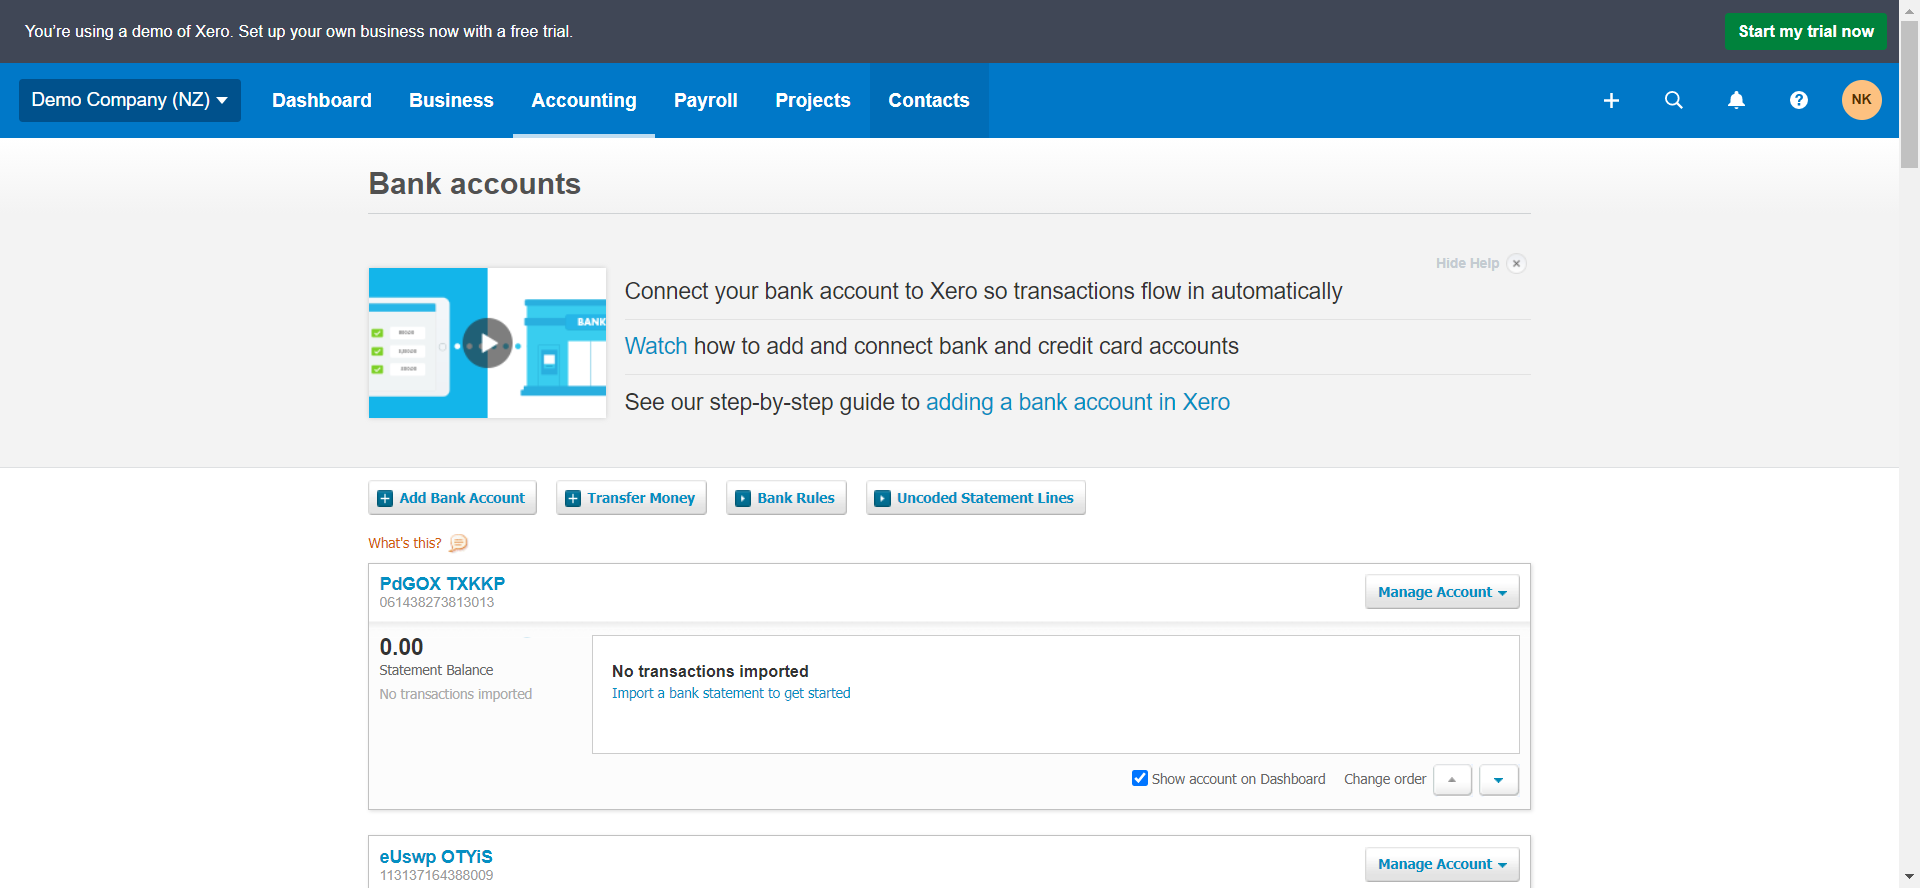 You're using a demo of Xero. Set up your own business now with a free trial.
Start my trial now
Demo Company (NZ)
Dashboard
Business
Accounting
Payroll
Projects
Contacts
NK
Bank accounts
Hide Help
BANK
Connect your bank account to Xero so transactions flow in automatically
Watch how to add and connect bank and credit card accounts
See our step-by-step guide to adding a bank account in Xero
Add Bank Account
Transfer Money
Bank Rules
Uncoded Statement Lines
What's this?
PdGOX TXKKP
061438273813013
Manage Account
0.00
Statement Balance
No transactions imported
No transactions imported
Import a bank statement to get started
Show account on Dashboard
Change order
eUswp OTYiS
113137164388009
Manage Account